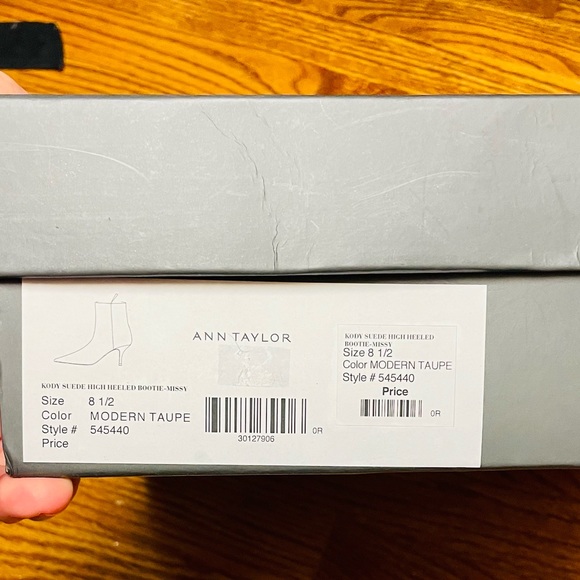 ANN TAYLOR
KODY SUEDE HIGH HEELED BOOTIE-MISSY
Size 8 1/2
Color MODERN TAUPE
Style # 545440
Price
30127906
0R
KODY SUEDE HIGH HEELED
BOOTIE-MISSY
Size 8 1/2
Color MODERN TAUPE
Style # 545440
Price
0R